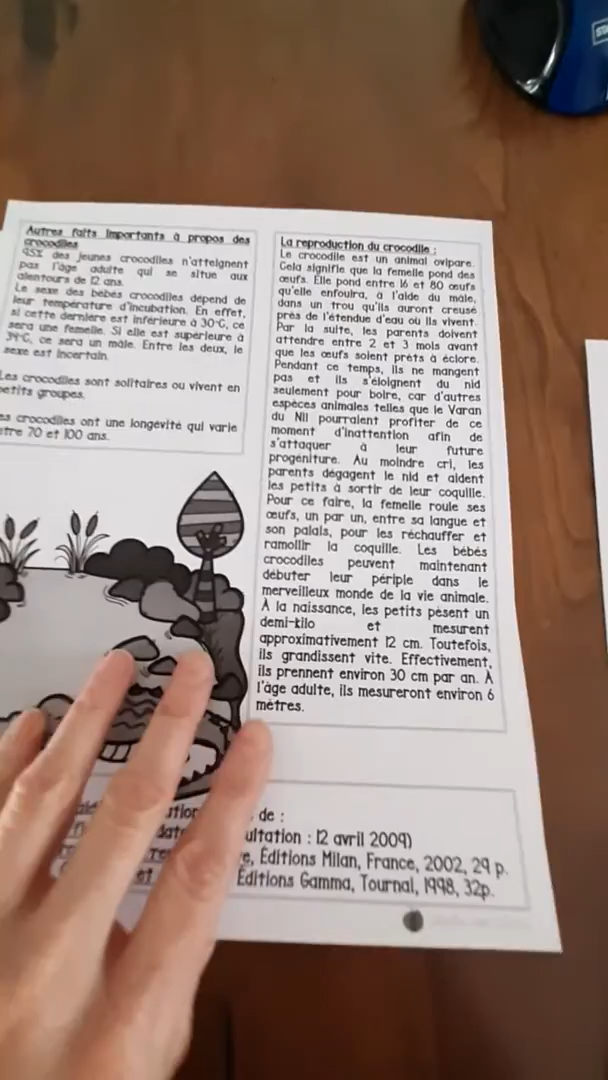 Autres faits importants à propos des
crocodiles
95% des jeunes crocodiles n'atteignent
pas l'âge adulte qui se situe aux
alentours de 12 ans.
Le sexe des bébés crocodiles dépend de
leur température d'incubation. En effet,
si cette dernière est inférieure à 30°C, ce
sera une femelle. Si elle est supérieure à
34°C, ce sera un mâle. Entre les deux, le
sexe est incertain.
Les crocodiles sont solitaires ou vivent en
petits groupes.
es crocodiles ont une longévité qui varie
tre 70 et 100 ans.
La reproduction du crocodile :
Le crocodile est un animal ovipare.
Cela signifie que la femelle pond des
œufs. Elle pond entre 16 et 80 œufs
qu'elle enfouira, à l'aide du mâle,
dans un trou qu'ils auront creusé
près de l'étendue d'eau où ils vivent.
Par la suite, les parents doivent
attendre entre 2 et 3 mois avant
que les œufs soient prêts à éclore.
Pendant ce temps, ils ne mangent
pas et ils s'éloignent du nid
seulement pour boire, car d'autres
espèces animales telles que le Varan
du Nil pourraient profiter de ce
moment d'inattention afin de
s'attaquer à leur future
progéniture. Au moindre cri, les
parents dégagent le nid et aident
les petits à sortir de leur coquille.
Pour ce faire, la femelle roule ses
œufs, un par un, entre sa langue et
son palais, pour les réchauffer et
ramollir la coquille. Les bébés
crocodiles peuvent maintenant
débuter leur périple dans le
merveilleux monde de la vie animale.
À la naissance, les petits pèsent un
demi-kilo et mesurent
approximativement 12 cm. Toutefois,
ils grandissent vite. Effectivement,
ils prennent environ 30 cm par an. À
l'âge adulte, ils mesureront environ 6
mètres.
de :
date ultation : 12 avril 2009)
e, Éditions Milan, France, 2002, 29 p.
et Éditions Gamma, Tournal, 1998, 32p.